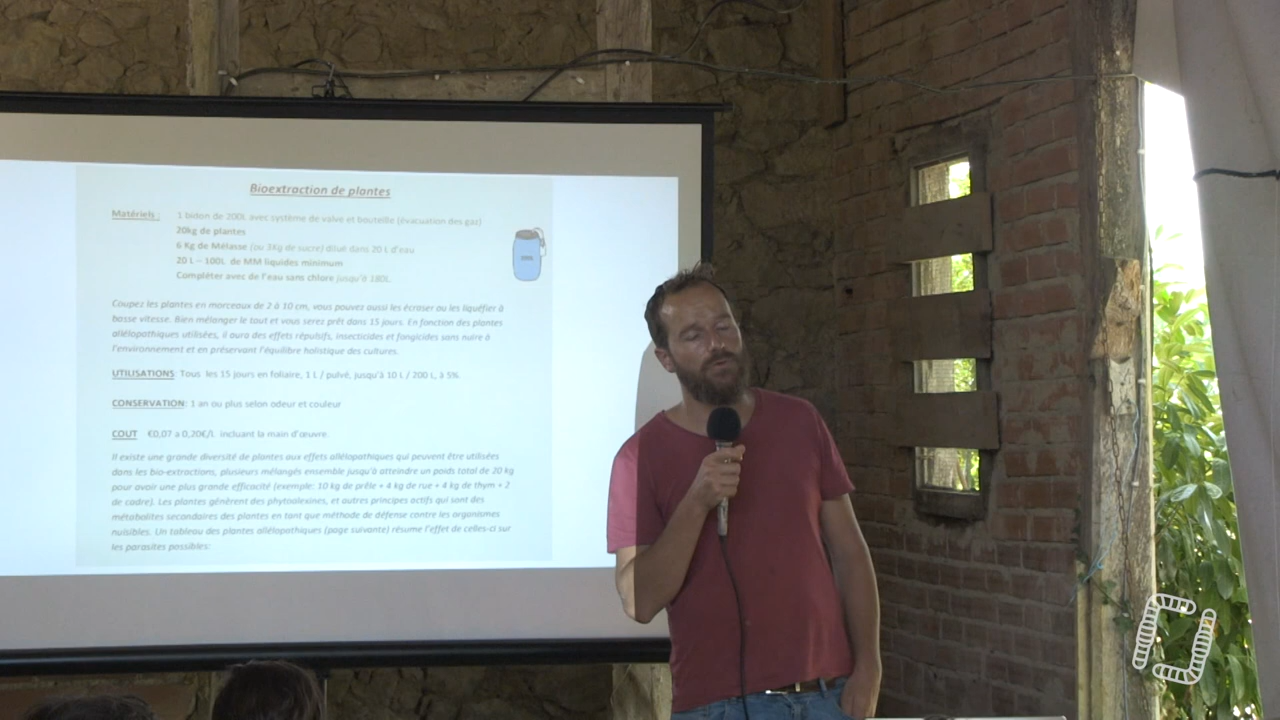 Bioextraction de plantes
Matériels : 1 bidon de 200L avec système de valve et bouteille (évacuation des gaz)
20kg de plantes
6 Kg de Mélasse (ou 3Kg de sucre) dilué dans 20 L d'eau
20 L – 100L de MM liquides minimum
Compléter avec de l'eau sans chlore jusqu'à 180L.
Coupez les plantes en morceaux de 2 à 10 cm, vous pouvez aussi les écraser ou les liquéfier à
basse vitesse. Bien mélanger le tout et vous serez prêt dans 15 jours. En fonction des plantes
allélopathiques utilisées, il aura des effets répulsifs, insecticides et fongicides sans nuire à
l'environnement et en préservant l'équilibre holistique des cultures.
UTILISATIONS: Tous les 15 jours en foliaire, 1 L / pulvé, jusqu'à 10 L / 200 L, à 5%
CONSERVATION: 1 an ou plus selon odeur et couleur
COUT €0,07 à 0,20€/L incluant la main d'œuvre.
Il existe une grande diversité de plantes aux effets allélopathiques qui peuvent être utilisées
dans les bio-extractions, plusieurs mélangés ensemble jusqu'à atteindre un poids total de 20 kg
pour avoir une plus grande efficacité (exemple: 10 kg de prêle + 4 kg de rue + 4 kg de thym + 2
de cadre). Les plantes génèrent des phytoalexines, et autres principes actifs qui sont des
métabolites secondaires des plantes en tant que méthode de défense contre les organismes
nuisibles. Un tableau des plantes allélopathiques (page suivante) résume l'effet de celles-ci sur
les parasites possibles: